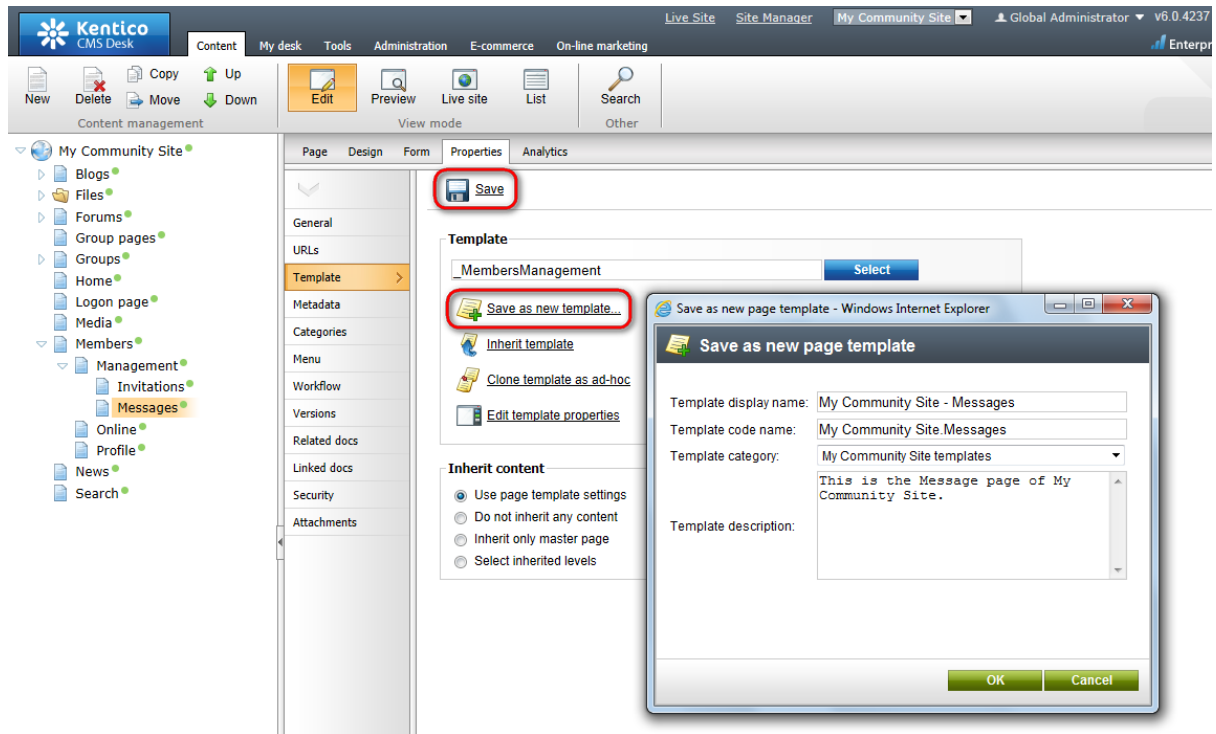 Live Site Site Manager My Community Site Global Administrator v6.0.4237
Kentico
CMS Desk
Content My desk Tools Administration E-commerce On-line marketing
Enterpr
New Delete Copy Move Up Down
Content management
Edit Preview Live site List
View mode
Search
Other
My Community Site
Blogs
Files
Forums
Group pages
Groups
Home
Logon page
Media
Members
Management
Invitations
Messages
Online
Profile
News
Search
Page Design Form Properties Analytics
General
URLs
Template >
Metadata
Categories
Menu
Workflow
Versions
Related docs
Linked docs
Security
Attachments
Save
Template
_MembersManagement Select
Save as new template...
Inherit template
Clone template as ad-hoc
Edit template properties
Inherit content
Use page template settings
Do not inherit any content
Inherit only master page
Select inherited levels
Save as new page template - Windows Internet Explorer
Save as new page template
Template display name: My Community Site - Messages
Template code name: My Community Site.Messages
Template category: My Community Site templates
Template description: This is the Message page of My
Community Site.
OK Cancel